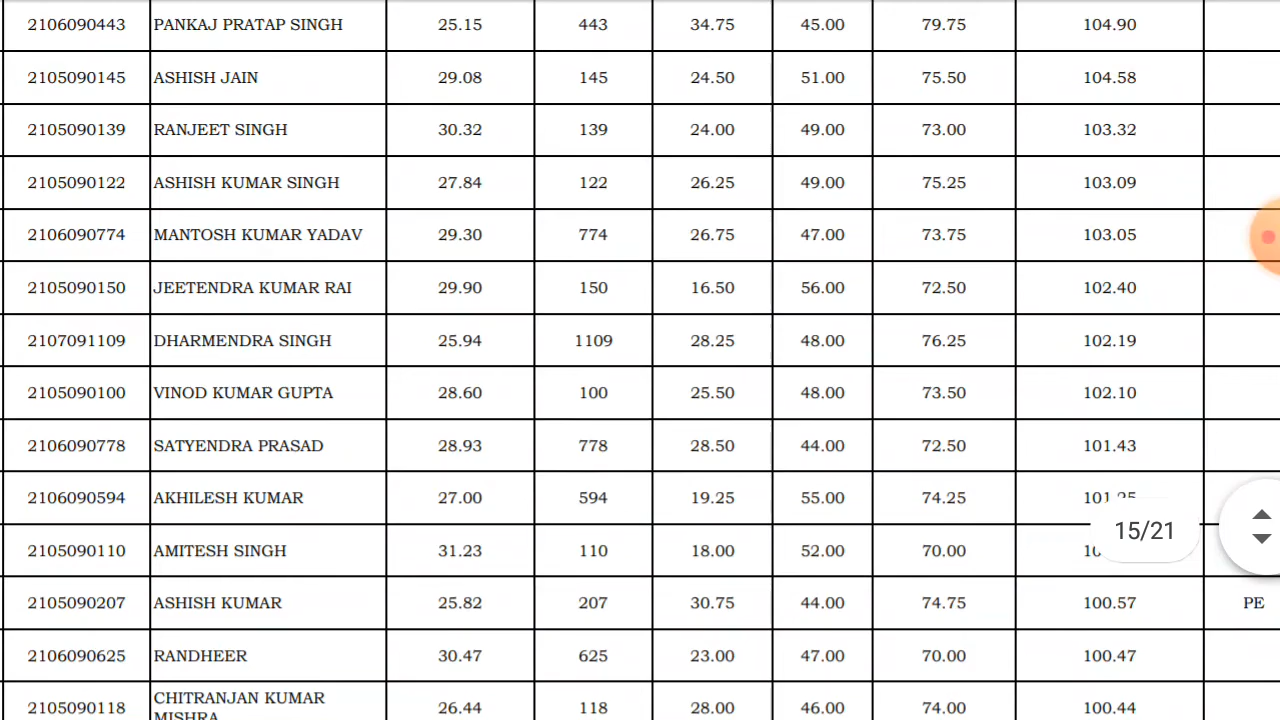 2106090443 PANKAJ PRATAP SINGH 25.15 443 34.75 45.00 79.75 104.90
2105090145 ASHISH JAIN 29.08 145 24.50 51.00 75.50 104.58
2105090139 RANJEET SINGH 30.32 139 24.00 49.00 73.00 103.32
2105090122 ASHISH KUMAR SINGH 27.84 122 26.25 49.00 75.25 103.09
2106090774 MANTOSH KUMAR YADAV 29.30 774 26.75 47.00 73.75 103.05
2105090150 JEETENDRA KUMAR RAI 29.90 150 16.50 56.00 72.50 102.40
2107091109 DHARMENDRA SINGH 25.94 1109 28.25 48.00 76.25 102.19
2105090100 VINOD KUMAR GUPTA 28.60 100 25.50 48.00 73.50 102.10
2106090778 SATYENDRA PRASAD 28.93 778 28.50 44.00 72.50 101.43
2106090594 AKHILESH KUMAR 27.00 594 19.25 55.00 74.25 101.25
15/21
2105090110 AMITESH SINGH 31.23 110 18.00 52.00 70.00
2105090207 ASHISH KUMAR 25.82 207 30.75 44.00 74.75 100.57 PE
2106090625 RANDHEER 30.47 625 23.00 47.00 70.00 100.47
2105090118 CHITRANJAN KUMAR 26.44 118 28.00 46.00 74.00 100.44
MISHRA